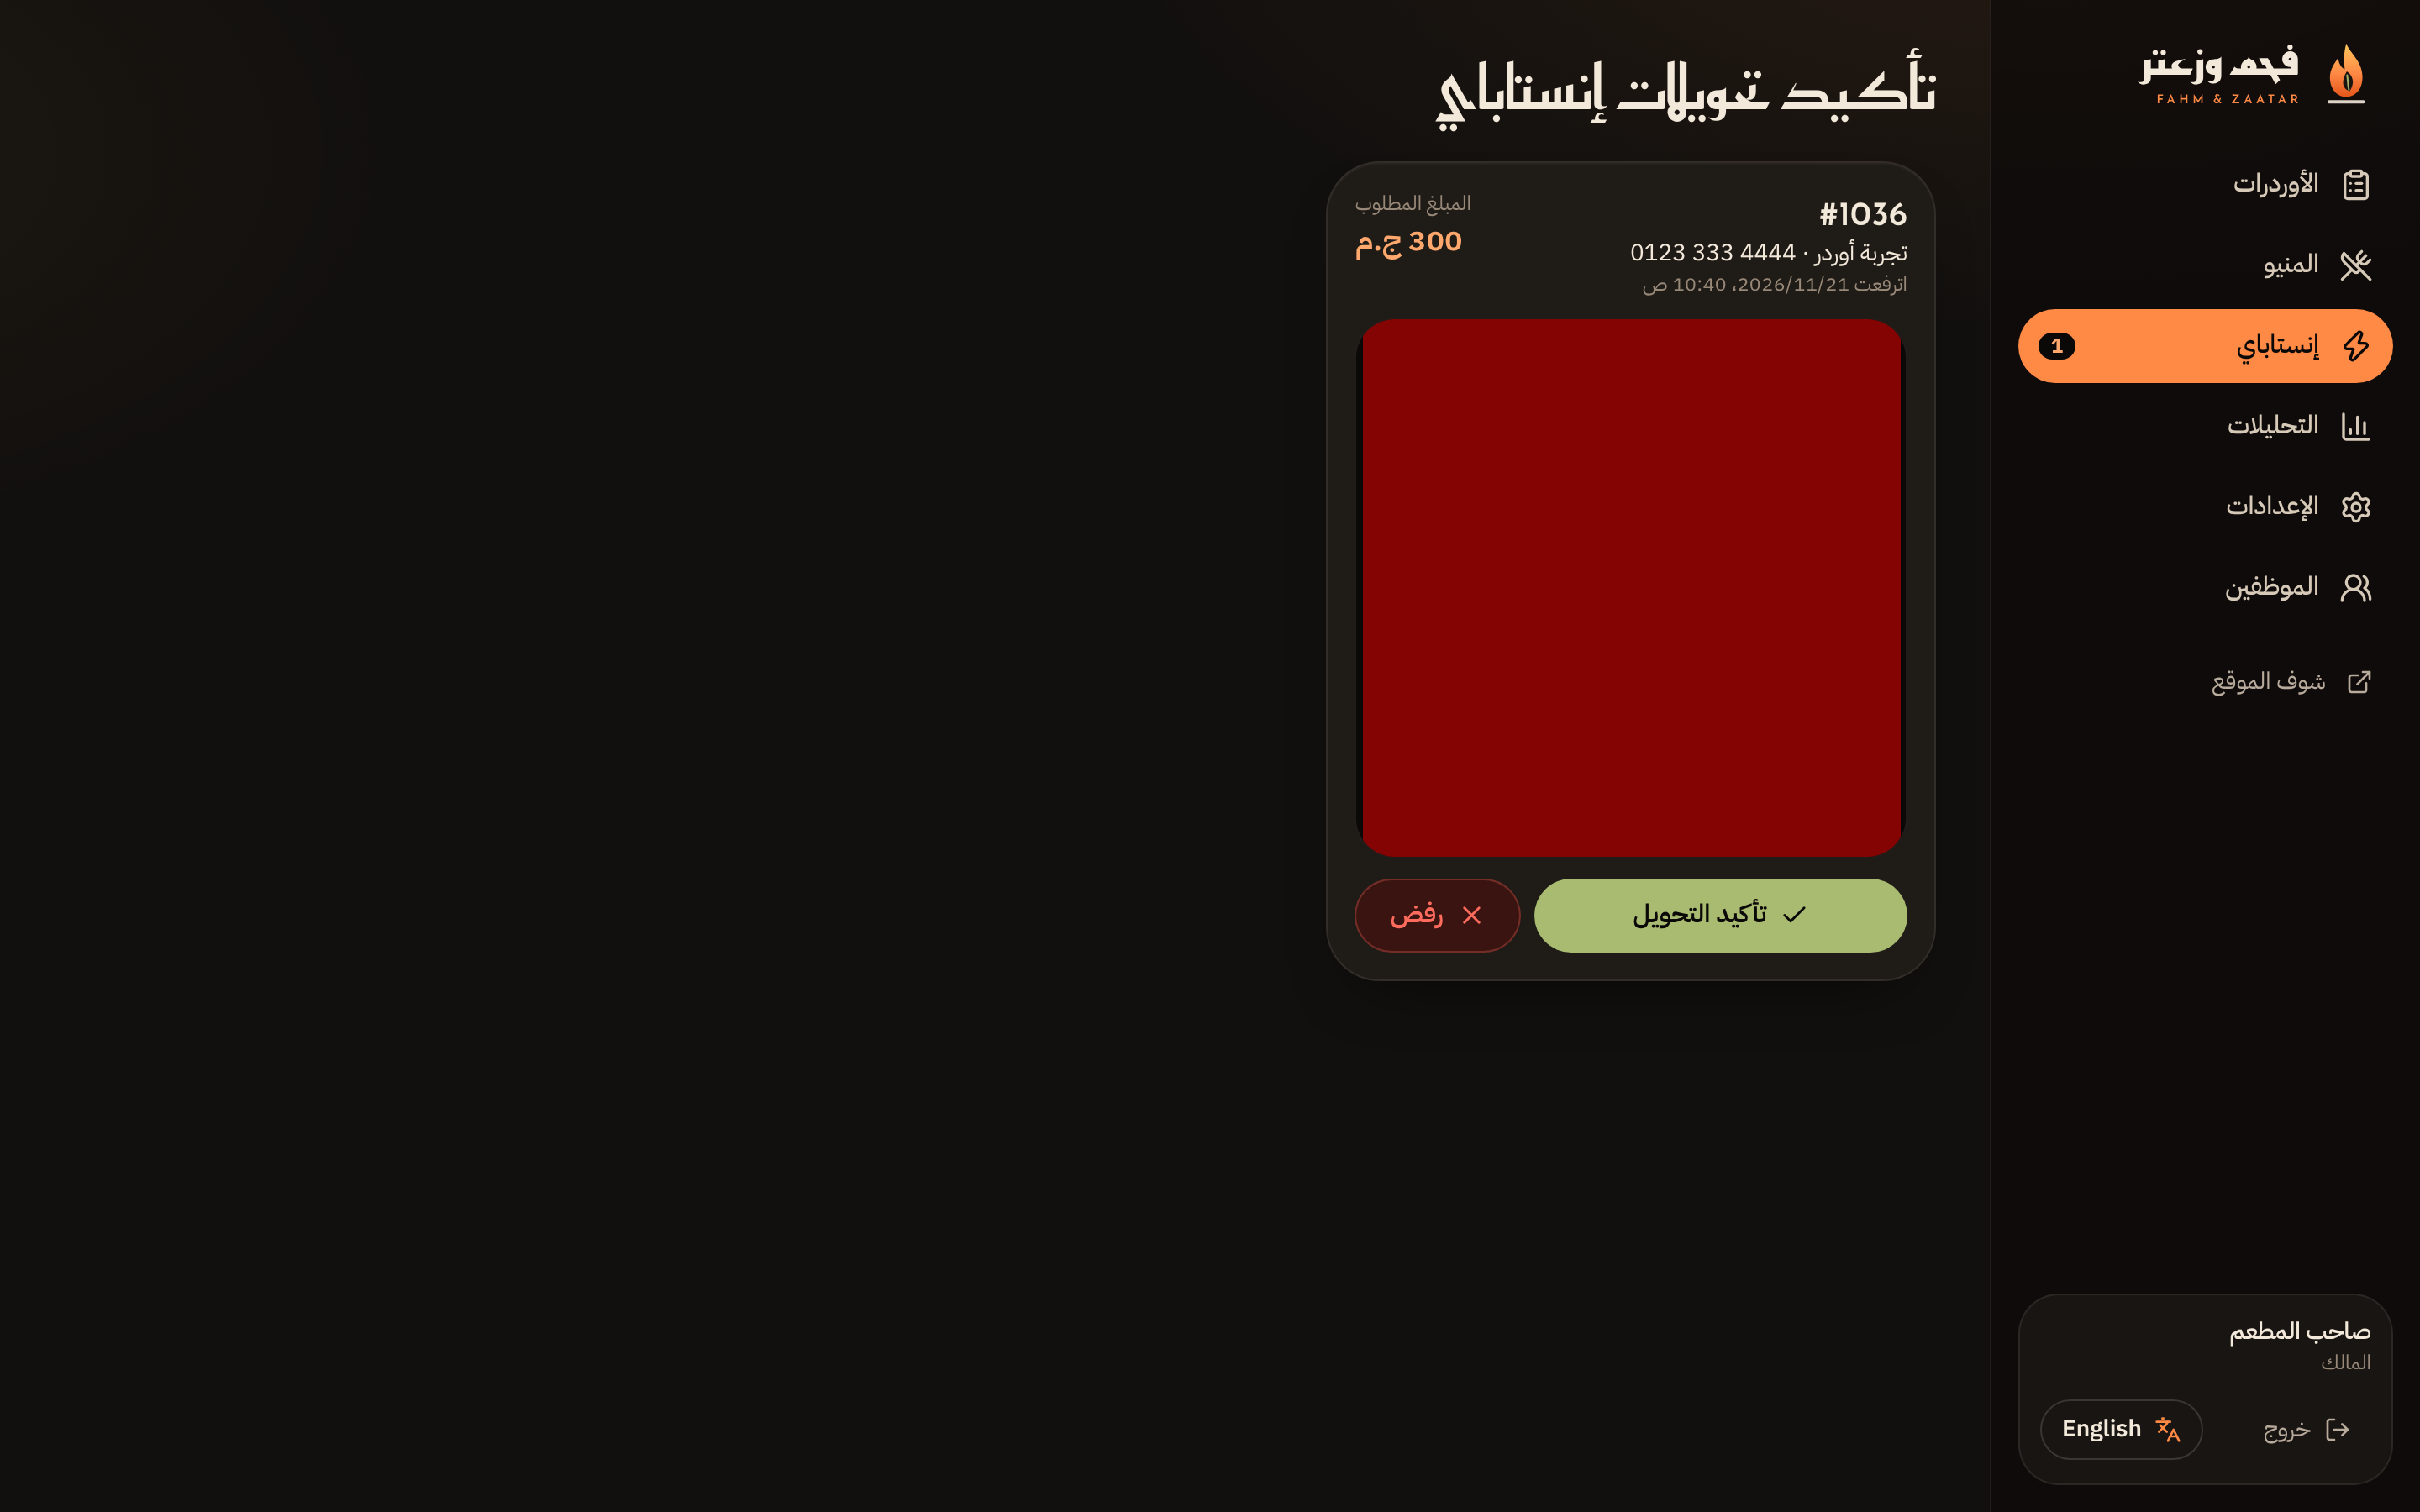 فحم وزعتر
FAHM & ZAATAR
الأوردرات
المنيو
إنستاباي
1
التحليلات
الإعدادات
الموظفين
شوف الموقع
صاحب المطعم
المالك
خروج
English
تأكيد تحويلات إنستاباي
#1036
تجربة أوردر · 0123 333 4444
اترفعت 2026/11/21، 10:40 ص
المبلغ المطلوب
300 ج.م
تأكيد التحويل
رفض